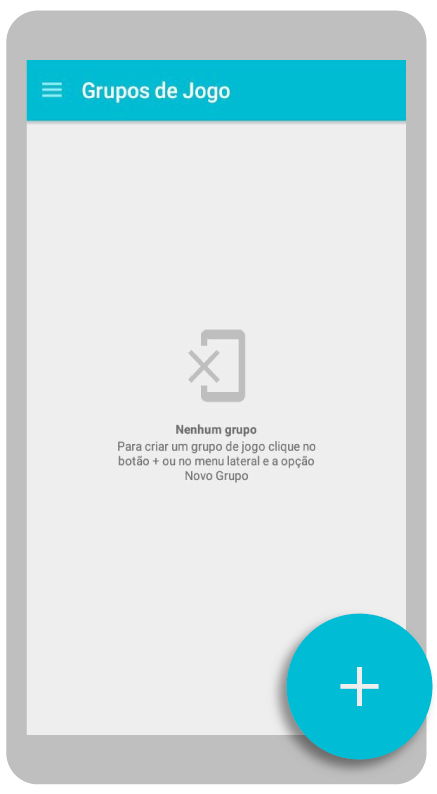 Grupos de Jogo
Nenhum grupo
Para criar um grupo de jogo clique no
botão + ou no menu lateral e a opção
Novo Grupo
+